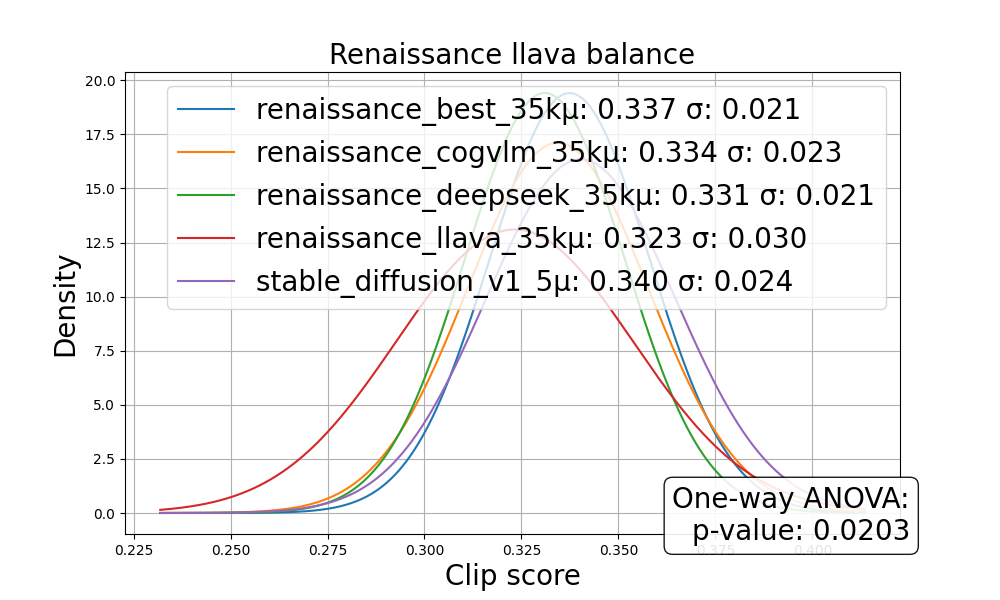 Renaissance llava balance
20.0
17.5
15.0
12.5
10.0
7.5
5.0
2.5
0.0
Density
renaissance_best_35kμ: 0.337 σ: 0.021
renaissance_cogvlm_35kμ: 0.334 σ: 0.023
renaissance_deepseek_35kμ: 0.331 σ: 0.021
renaissance_llava_35kμ: 0.323 σ: 0.030
stable_diffusion_v1_5μ: 0.340 σ: 0.024
One-way ANOVA:
p-value: 0.0203
0.225 0.250 0.275 0.300 0.325 0.350 0.375 0.400
Clip score